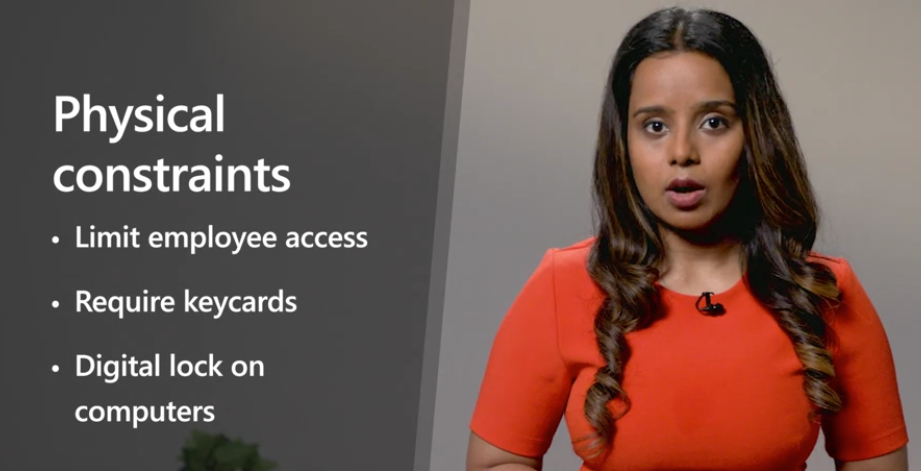 Physical
constraints
• Limit employee access
• Require keycards
• Digital lock on
computers